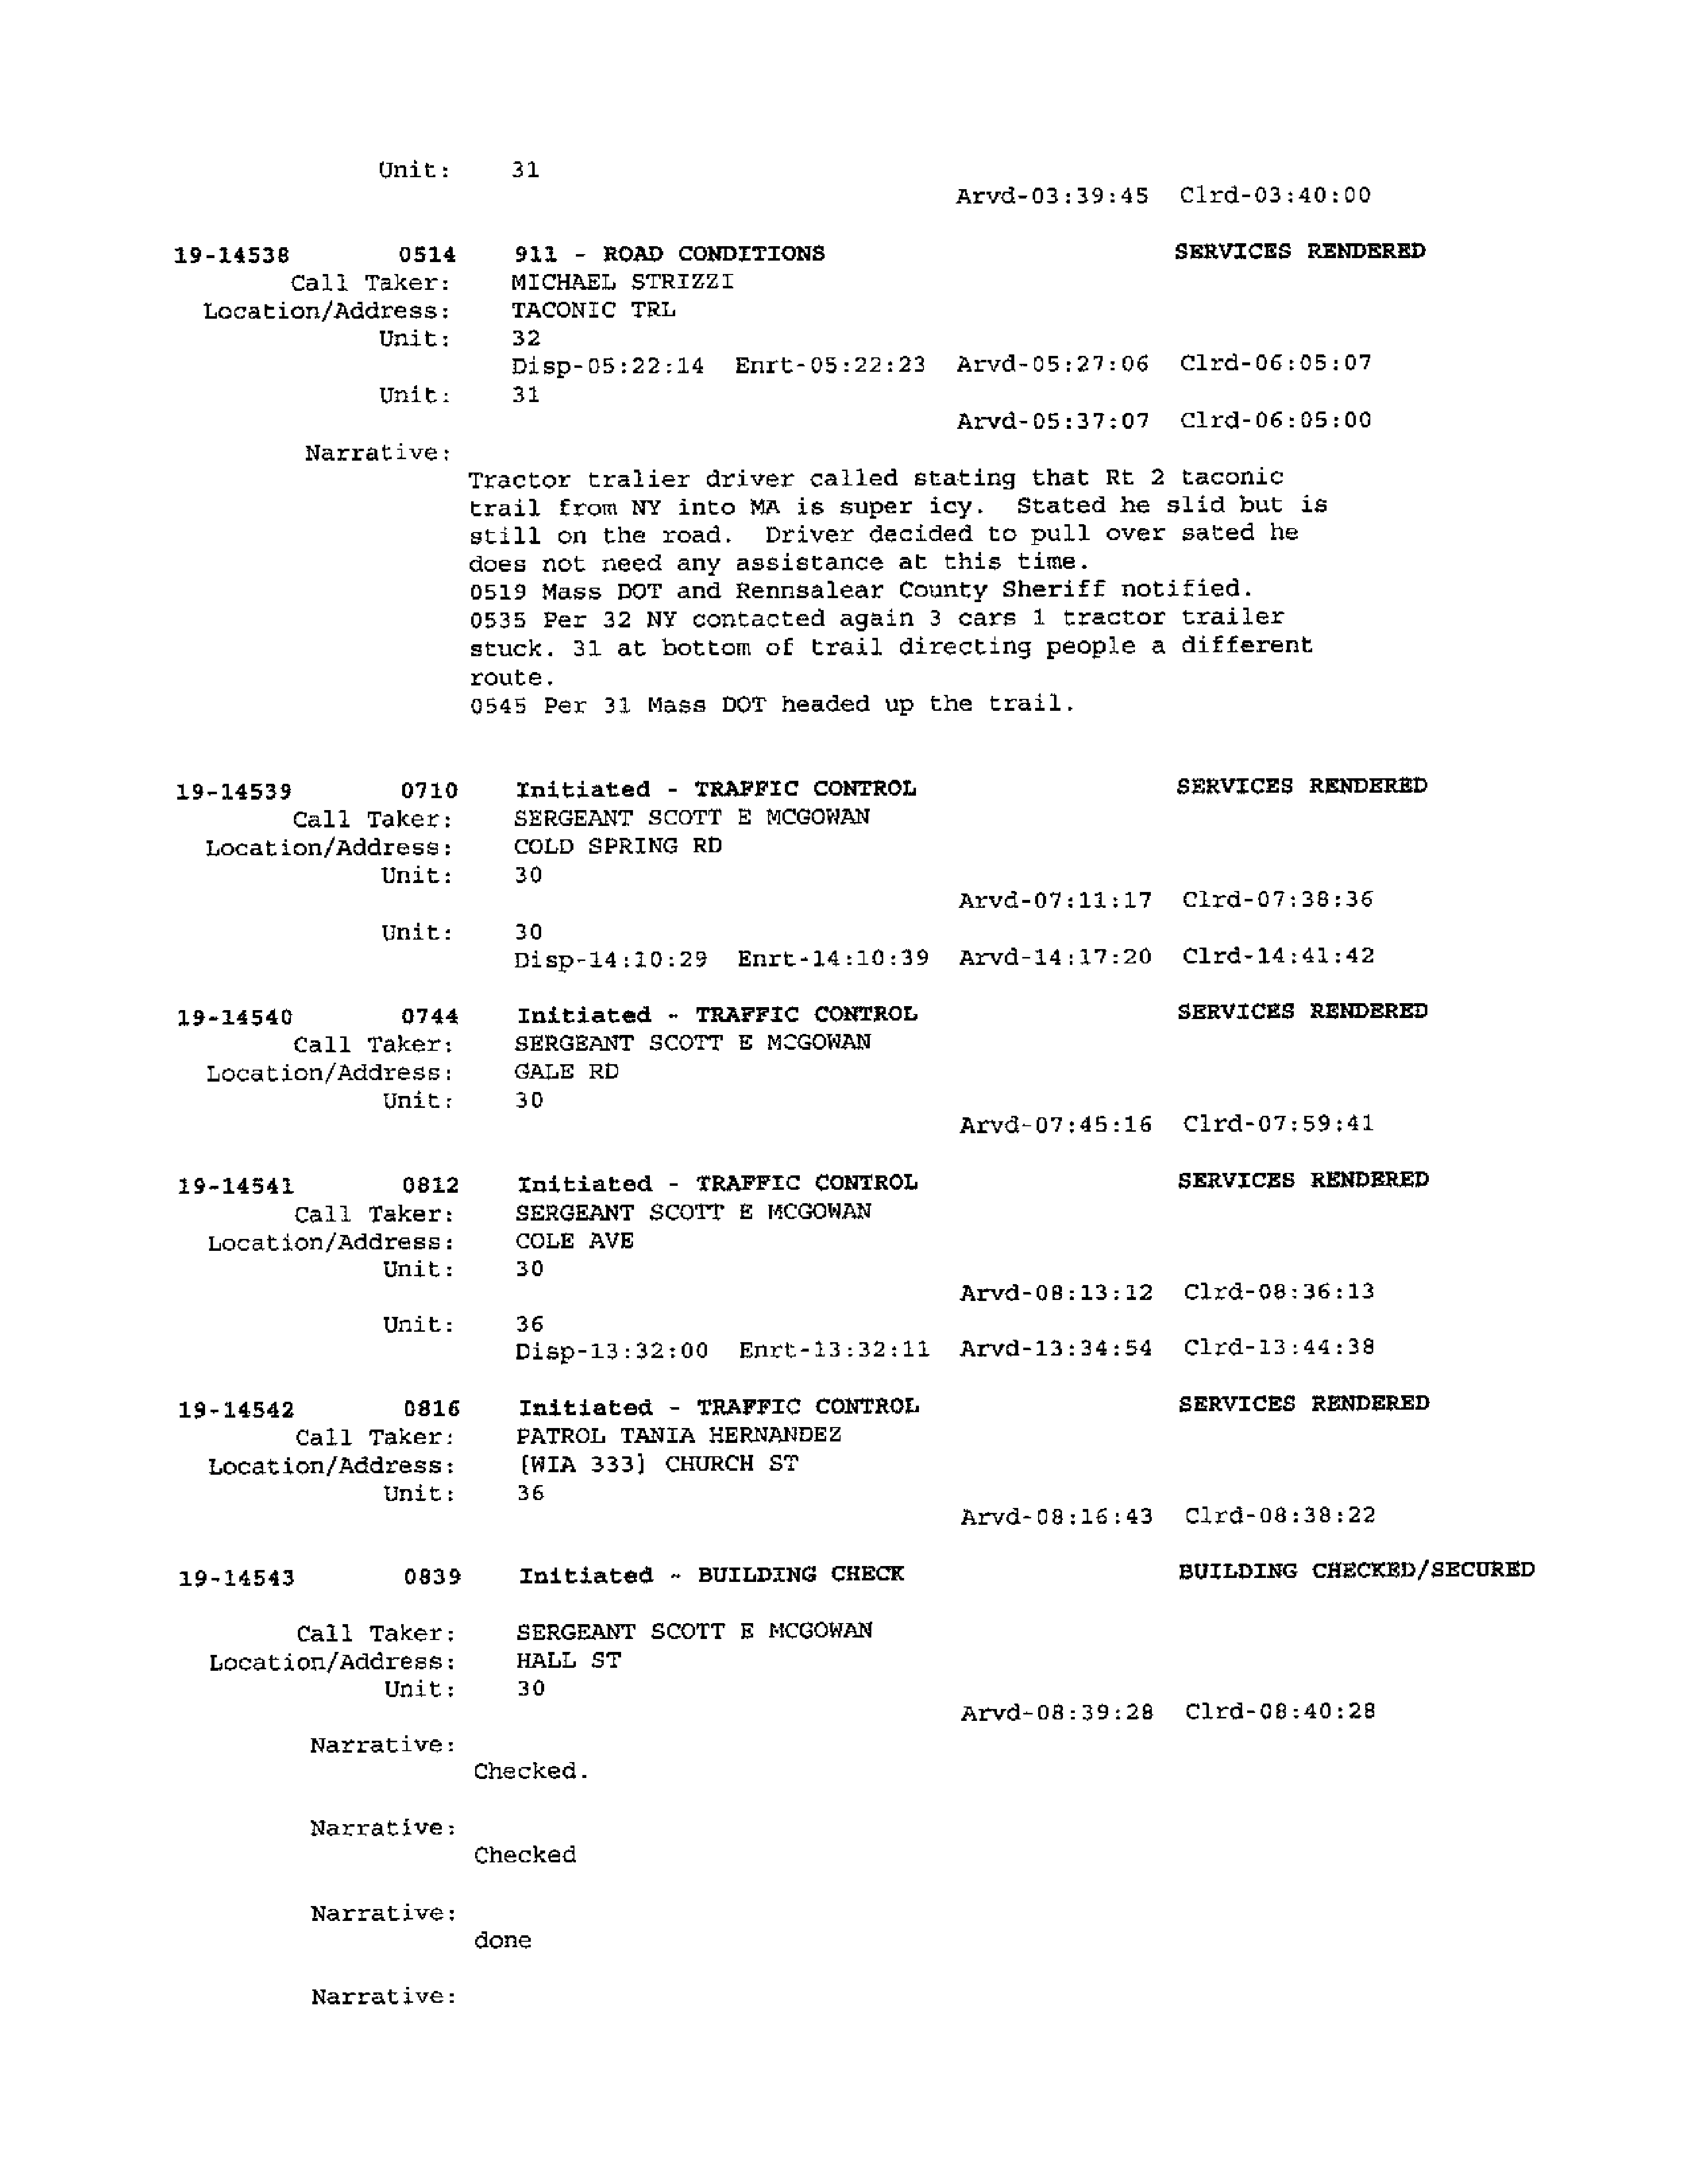 Unit: 31
Arvd-03:39:45 Clrd-03:40:00
19-14538 0514 911 - ROAD CONDITIONS SERVICES RENDERED
Call Taker: MICHAEL STRIZZI
Location/Address: TACONIC TRL
Unit: 32
Disp-05:22:14 Enrt-05:22:23 Arvd-05:27:06 Clrd-06:05:07
Unit: 31
Arvd-05:37:07 Clrd-06:05:00
Narrative:
Tractor tralier driver called stating that Rt 2 taconic
trail from NY into MA is super icy. Stated he slid but is
still on the road. Driver decided to pull over sated he
does not need any assistance at this time.
0519 Mass DOT and Rennsalear County Sheriff notified.
0535 Per 32 NY contacted again 3 cars 1 tractor trailer
stuck. 31 at bottom of trail directing people a different
route.
0545 Per 31 Mass DOT headed up the trail.
19-14539 0710 Initiated - TRAFFIC CONTROL SERVICES RENDERED
Call Taker: SERGEANT SCOTT E MCGOWAN
Location/Address: COLD SPRING RD
Unit: 30
Arvd-07:11:17 Clrd-07:38:36
Unit: 30
Disp-14:10:29 Enrt-14:10:39 Arvd-14:17:20 Clrd-14:41:42
19-14540 0744 Initiated - TRAFFIC CONTROL SERVICES RENDERED
Call Taker: SERGEANT SCOTT E MCGOWAN
Location/Address: GALE RD
Unit: 30
Arvd-07:45:16 Clrd-07:59:41
19-14541 0812 Initiated - TRAFFIC CONTROL SERVICES RENDERED
Call Taker: SERGEANT SCOTT E MCGOWAN
Location/Address: COLE AVE
Unit: 30
Arvd-08:13:12 Clrd-08:36:13
Unit: 36
Disp-13:32:00 Enrt-13:32:11 Arvd-13:34:54 Clrd-13:44:38
19-14542 0816 Initiated - TRAFFIC CONTROL SERVICES RENDERED
Call Taker: PATROL TANIA HERNANDEZ
Location/Address: [WIA 333] CHURCH ST
Unit: 36
Arvd-08:16:43 Clrd-08:38:22
19-14543 0839 Initiated - BUILDING CHECK BUILDING CHECKED/SECURED
Call Taker: SERGEANT SCOTT E MCGOWAN
Location/Address: HALL ST
Unit: 30
Arvd-08:39:28 Clrd-08:40:28
Narrative:
Checked.
Narrative:
Checked
Narrative:
done
Narrative: